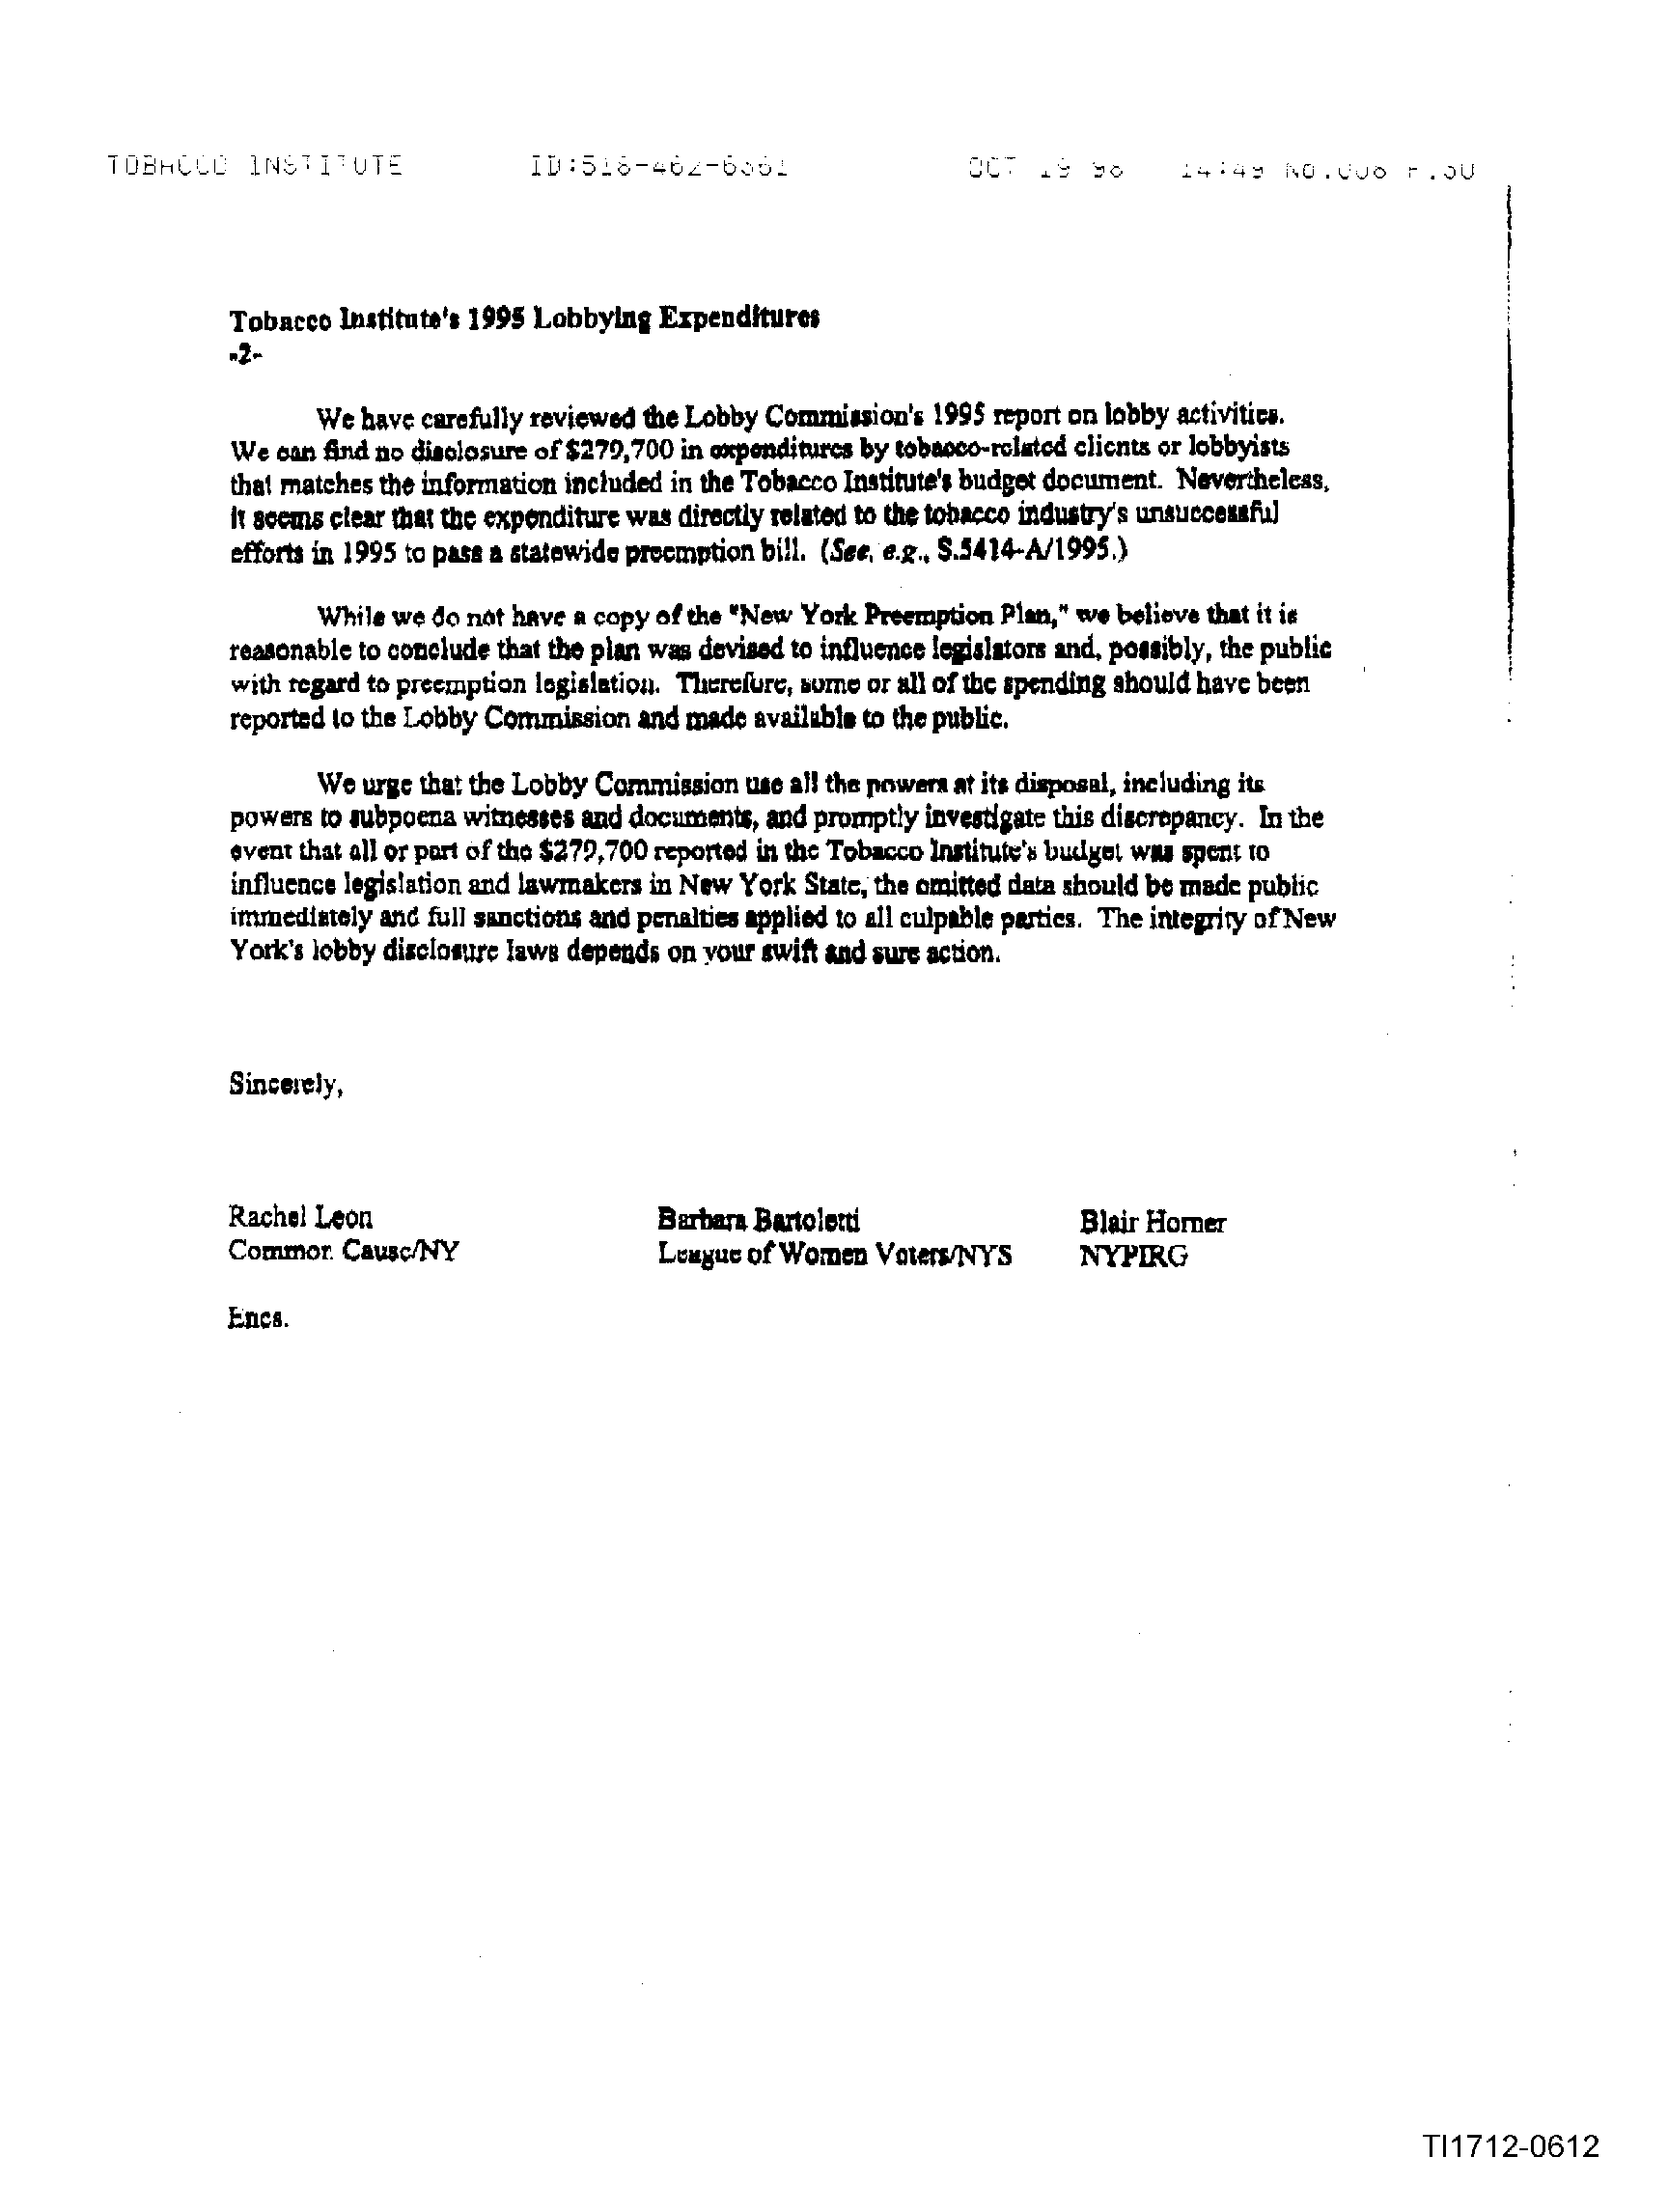 TOBACCO INSTITUTE ID:518-462- OCT 19 98 14:49 No.008 P.30
Tobacco Institute's 1995 Lobbying Expenditures
-2-
We have carefully reviewed the Lobby Commission's 1995 report on lobby activities.
We can find no disclosure of $279,700 in expenditures by tobacco-related clients or lobbyists
that matches the information included in the Tobacco Institute's budget document. Nevertheless,
it seems clear that the expenditure was directly related to the tobacco industry's unsuccessful
efforts in 1995 to pass a statewide preemption bill. (See, e.g., S.5414-A/1995.)
While we do not have a copy of the "New York Preemption Plan," we believe that it is
reasonable to conclude that the plan was devised to influence legislators and, possibly, the public
with regard to preemption legislation. Therefore, some or all of the spending should have been
reported to the Lobby Commission and made available to the public.
We urge that the Lobby Commission use all the powers at its disposal, including its
powers to subpoena witnesses and documents, and promptly investigate this discrepancy. In the
event that all or part of the $279,700 reported in the Tobacco Institute's budget was spent to
influence legislation and lawmakers in New York State, the omitted data should be made public
immediately and full sanctions and penalties applied to all culpable parties. The integrity of New
York's lobby disclosure laws depends on your swift and sure action.
Sincerely,
Rachel Leon Barbara Bartoletti Blair Horner
Common Cause/NY League of Women Voters/NYS NYPIRG
Encs.
TI1712-0612